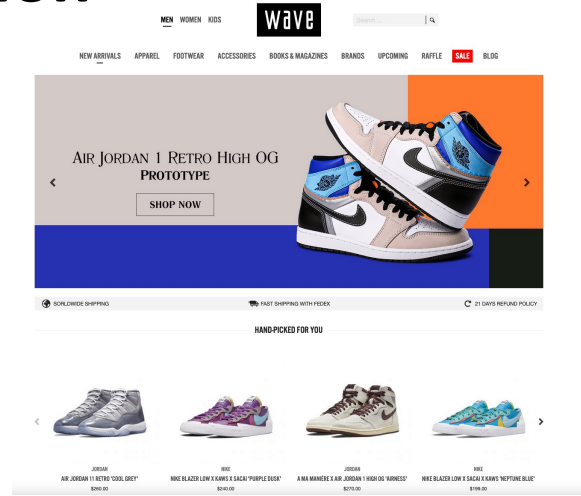 MEN WOMEN KIDS
wave
Search ...
NEW ARRIVALS APPAREL FOOTWEAR ACCESSORIES BOOKS & MAGAZINES BRANDS UPCOMING RAFFLE SALE BLOG
AIR JORDAN 1 RETRO HIGH OG
PROTOTYPE
SHOP NOW
SORLDWIDE SHIPPING FAST SHIPPING WITH FEDEX 21 DAYS REFUND POLICY
HAND-PICKED FOR YOU
JORDAN NIKE JORDAN NIKE
AIR JORDAN 11 RETRO 'COOL GREY' NIKE BLAZER LOW X KAWS X SACAI 'PURPLE DUSK' A MA MANIÉRE X AIR JORDAN 1 HIGH OG 'AIRNESS' NIKE BLAZER LOW X KAWS X SACAI 'NEPTUNE BLUE'
$260.00 $240.00 $270.00 $199.00